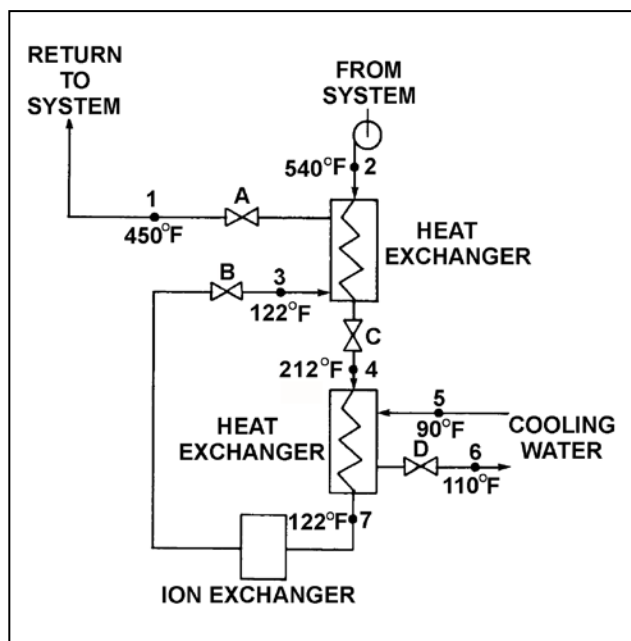 RETURN
TO
SYSTEM
FROM
SYSTEM
540°F
2
1
A
450°F
HEAT
EXCHANGER
B
3
122°F
C
212°F
4
HEAT
EXCHANGER
5
90°F
COOLING
WATER
D
6
110°F
122°F
7
ION EXCHANGER